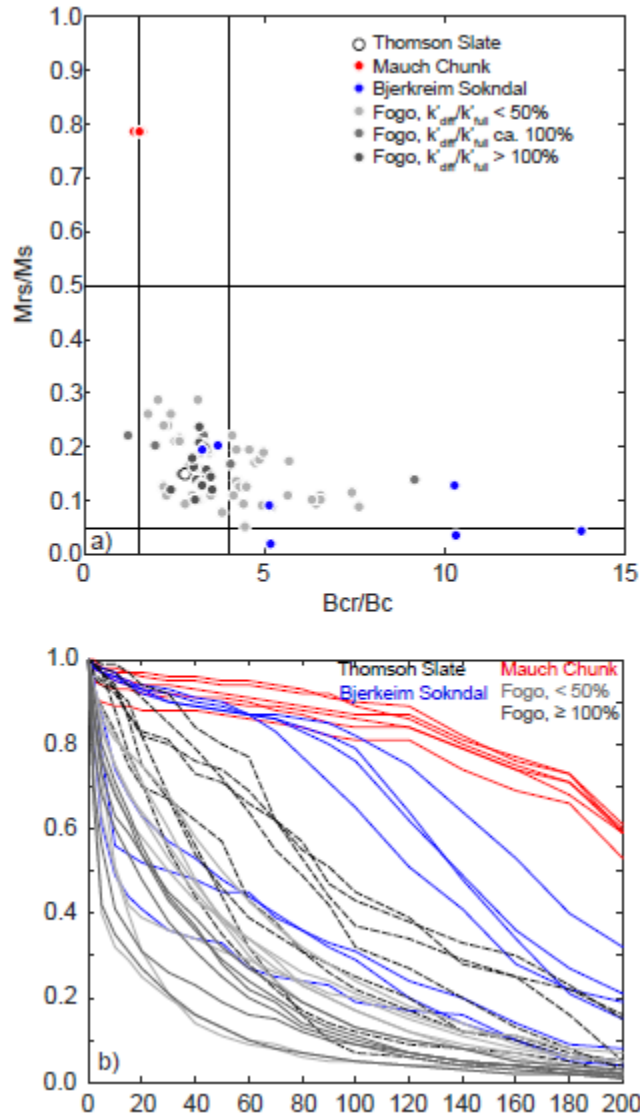 1.0
0.9
0.8
0.7
0.6
0.5
0.4
0.3
0.2
0.1
0.0
Mrs/Ms
Thomson Slate
Mauch Chunk
Bjerkreim Sokndal
Fogo, k'diff/k'full < 50%
Fogo, k'diff/k'full ca. 100%
Fogo, k'diff/k'full > 100%
a)
0 5 10 15
Bcr/Bc
1.0
0.8
0.6
0.4
0.2
0.0
Thomsoh Slate Mauch Chunk
Bjerkeim Sokndal Fogo, < 50%
Fogo, ≥ 100%
b)
0 20 40 60 80 100 120 140 160 180 200